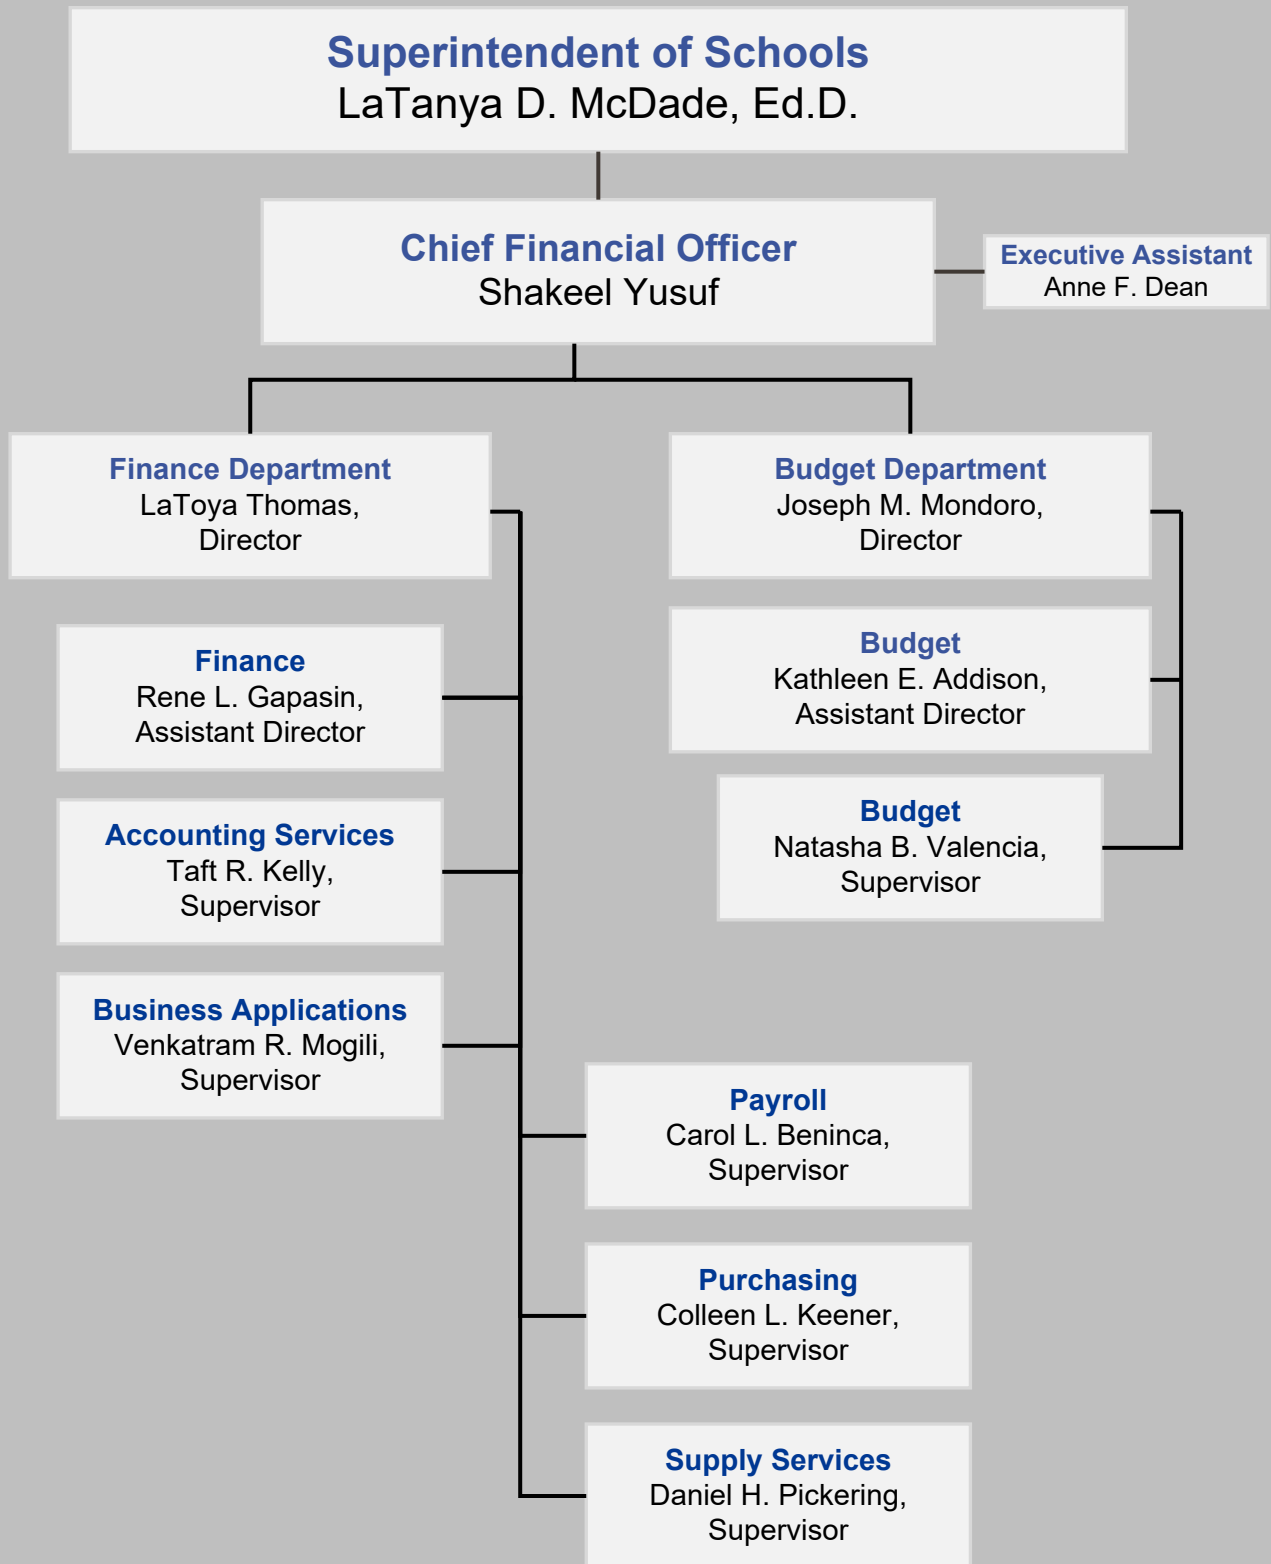 Superintendent of Schools
LaTanya D. McDade, Ed.D.
Chief Financial Officer
Shakeel Yusuf
Executive Assistant
Anne F. Dean
Finance Department
LaToya Thomas,
Director
Finance
Rene L. Gapasin,
Assistant Director
Accounting Services
Taft R. Kelly,
Supervisor
Business Applications
Venkatram R. Mogili,
Supervisor
Payroll
Carol L. Beninca,
Supervisor
Purchasing
Colleen L. Keener,
Supervisor
Supply Services
Daniel H. Pickering,
Supervisor
Budget Department
Joseph M. Mondoro,
Director
Budget
Kathleen E. Addison,
Assistant Director
Budget
Natasha B. Valencia,
Supervisor